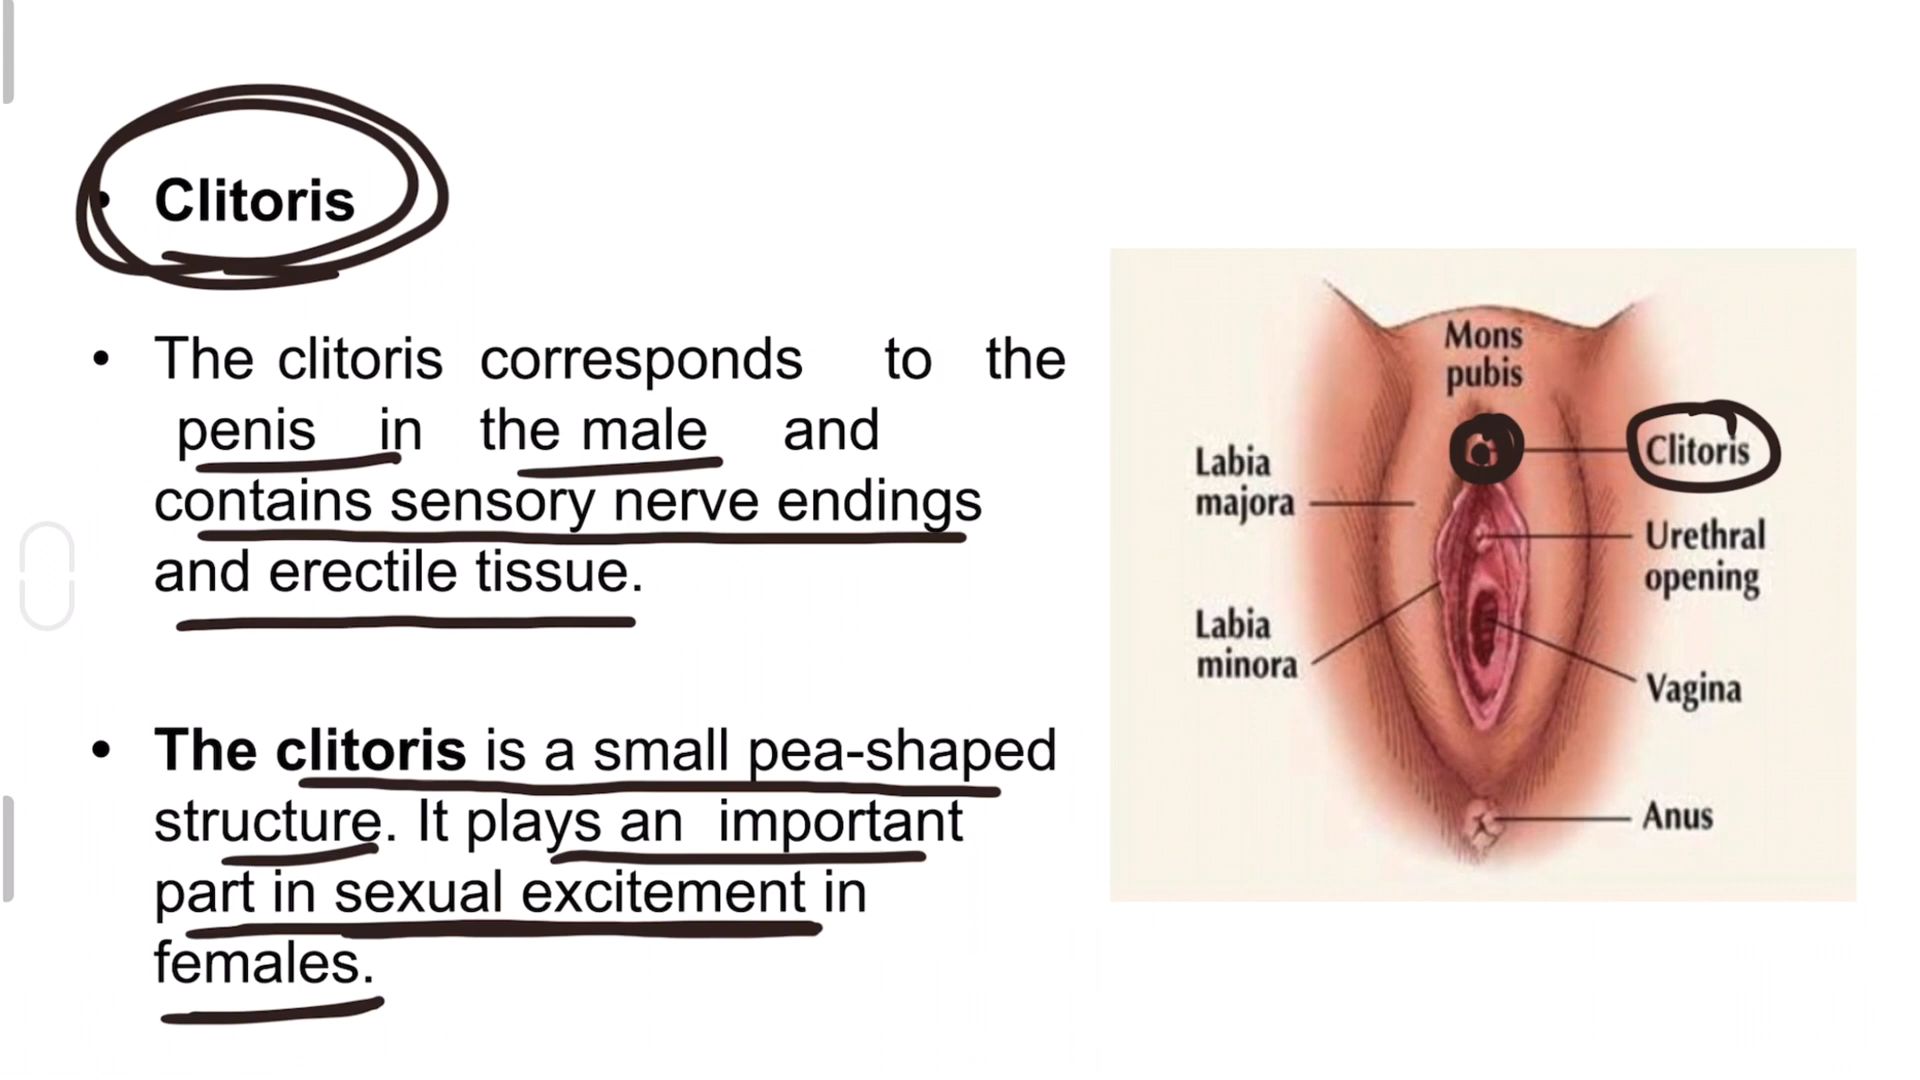 • Clitoris
• The clitoris corresponds to the
penis in the male and
contains sensory nerve endings
and erectile tissue.
• The clitoris is a small pea-shaped
structure. It plays an important
part in sexual excitement in
females.
Mons
pubis
Clitoris
Labia
majora
Urethral
opening
Labia
minora
Vagina
Anus